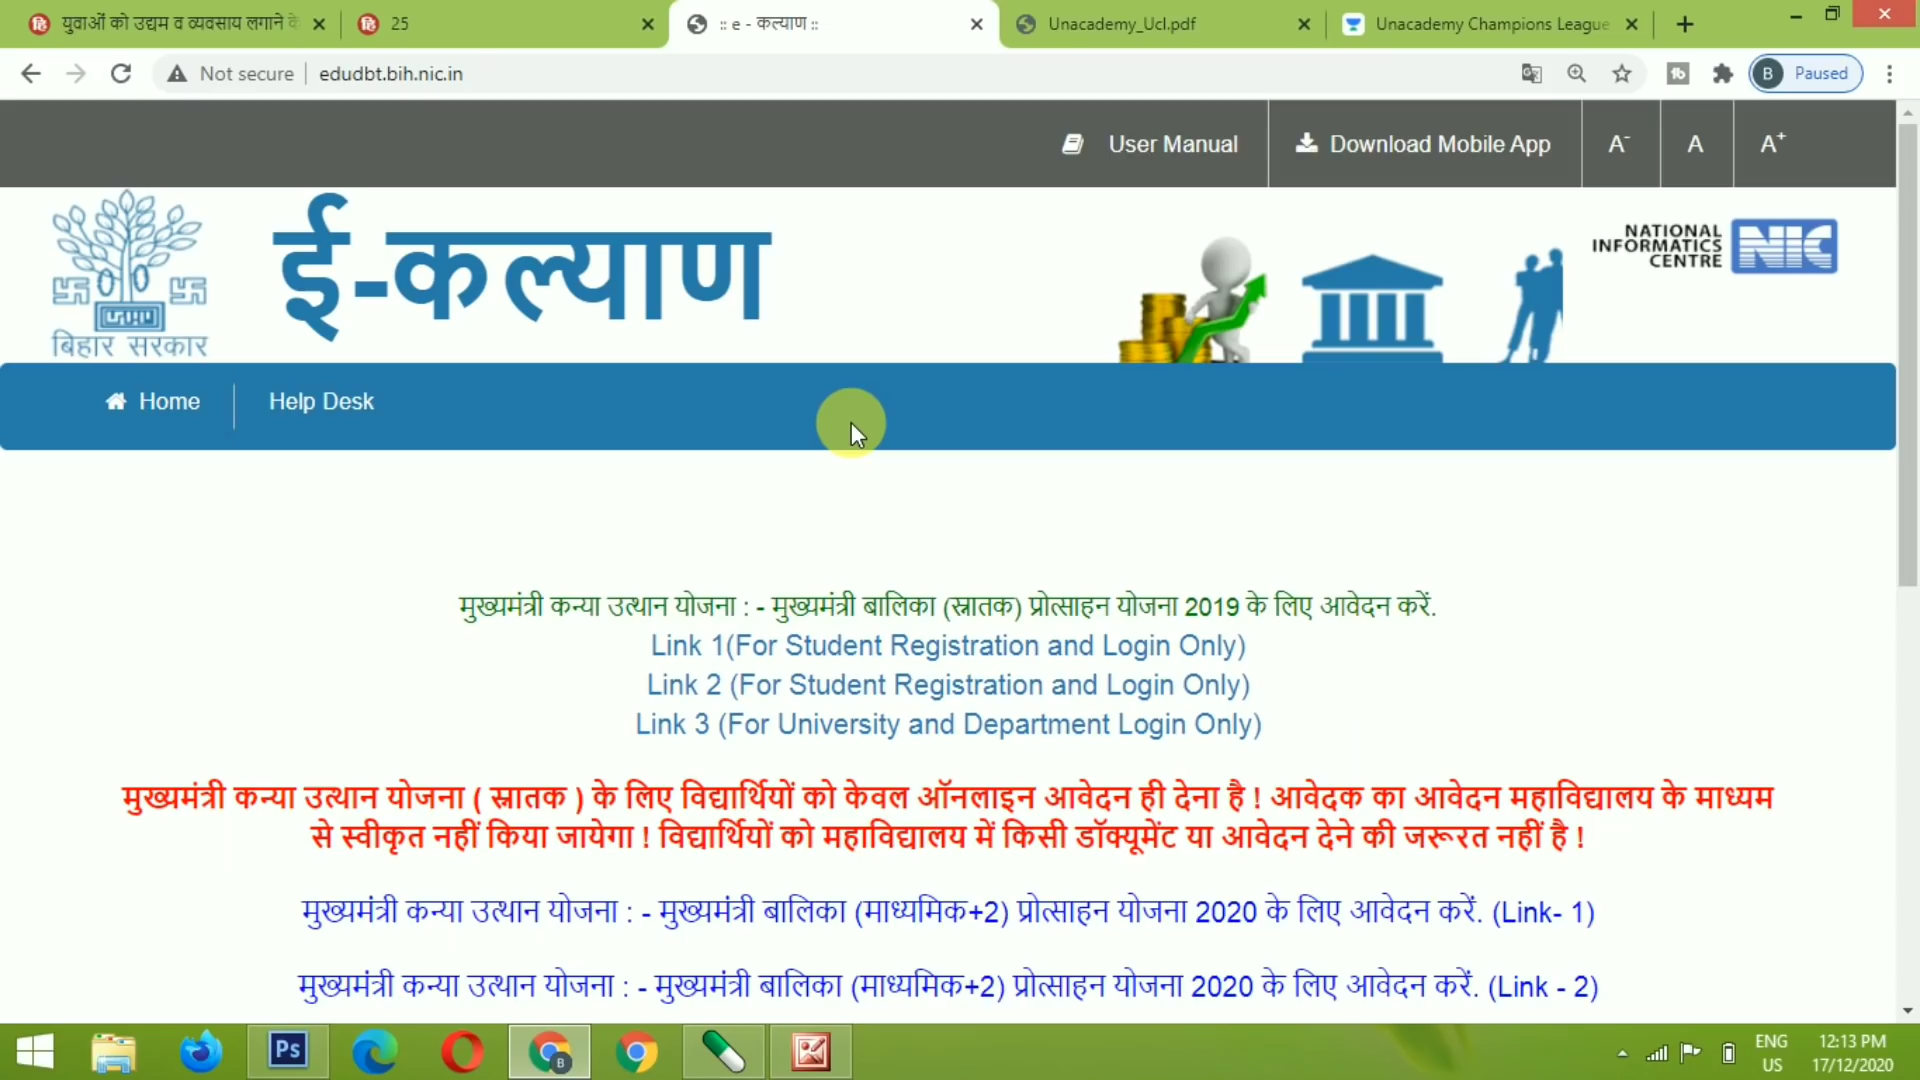 युवाओं को उद्यम व व्यवसाय लगाने के
25
:: e - कल्याण ::
Unacademy_Ucl.pdf
Unacademy Champions League
Not secure
edudbt.bih.nic.in
B Paused
User Manual
Download Mobile App
A-
A
A+
बिहार सरकार
ई-कल्याण
NATIONAL
INFORMATICS
CENTRE
NIC
Home
Help Desk
मुख्यमंत्री कन्या उत्थान योजना : - मुख्यमंत्री बालिका (स्नातक) प्रोत्साहन योजना 2019 के लिए आवेदन करें.
Link 1(For Student Registration and Login Only)
Link 2 (For Student Registration and Login Only)
Link 3 (For University and Department Login Only)
मुख्यमंत्री कन्या उत्थान योजना ( स्नातक ) के लिए विद्यार्थियों को केवल ऑनलाइन आवेदन ही देना है ! आवेदक का आवेदन महाविद्यालय के माध्यम
से स्वीकृत नहीं किया जायेगा ! विद्यार्थियों को महाविद्यालय में किसी डॉक्यूमेंट या आवेदन देने की जरूरत नहीं है !
मुख्यमंत्री कन्या उत्थान योजना : - मुख्यमंत्री बालिका (माध्यमिक+2) प्रोत्साहन योजना 2020 के लिए आवेदन करें. (Link- 1)
मुख्यमंत्री कन्या उत्थान योजना : - मुख्यमंत्री बालिका (माध्यमिक+2) प्रोत्साहन योजना 2020 के लिए आवेदन करें. (Link - 2)
Ps
B
ENG
US
12:13 PM
17/12/2020